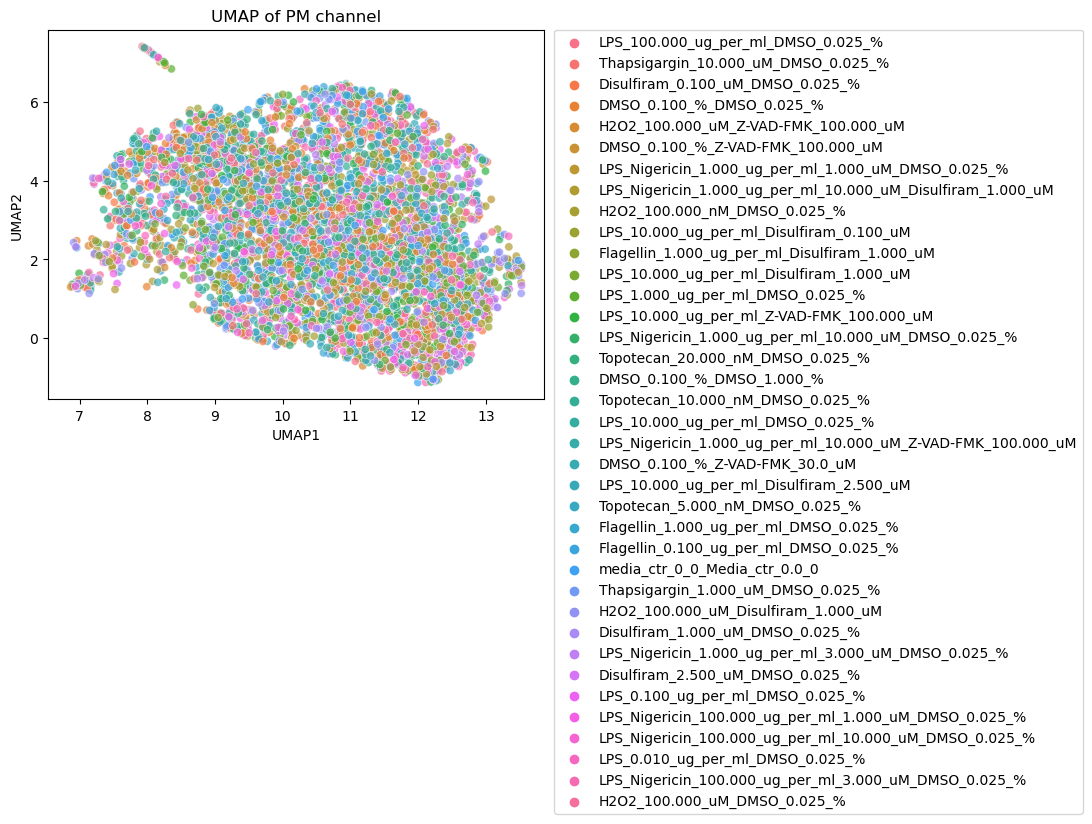 UMAP of PM channel
UMAP2
6
4
2
0
7 8 9 10 11 12 13
UMAP1
LPS_100.000_ug_per_ml_DMSO_0.025_%
Thapsigargin_10.000_uM_DMSO_0.025_%
Disulfiram_0.100_uM_DMSO_0.025_%
DMSO_0.100_%_DMSO_0.025_%
H2O2_100.000_uM_Z-VAD-FMK_100.000_uM
DMSO_0.100_%_Z-VAD-FMK_100.000_uM
LPS_Nigericin_1.000_ug_per_ml_1.000_uM_DMSO_0.025_%
LPS_Nigericin_1.000_ug_per_ml_10.000_uM_Disulfiram_1.000_uM
H2O2_100.000_nM_DMSO_0.025_%
LPS_10.000_ug_per_ml_Disulfiram_0.100_uM
Flagellin_1.000_ug_per_ml_Disulfiram_1.000_uM
LPS_10.000_ug_per_ml_Disulfiram_1.000_uM
LPS_1.000_ug_per_ml_DMSO_0.025_%
LPS_10.000_ug_per_ml_Z-VAD-FMK_100.000_uM
LPS_Nigericin_1.000_ug_per_ml_10.000_uM_DMSO_0.025_%
Topotecan_20.000_nM_DMSO_0.025_%
DMSO_0.100_%_DMSO_1.000_%
Topotecan_10.000_nM_DMSO_0.025_%
LPS_10.000_ug_per_ml_DMSO_0.025_%
LPS_Nigericin_1.000_ug_per_ml_10.000_uM_Z-VAD-FMK_100.000_uM
DMSO_0.100_%_Z-VAD-FMK_30.0_uM
LPS_10.000_ug_per_ml_Disulfiram_2.500_uM
Topotecan_5.000_nM_DMSO_0.025_%
Flagellin_1.000_ug_per_ml_DMSO_0.025_%
Flagellin_0.100_ug_per_ml_DMSO_0.025_%
media_ctr_0_0_Media_ctr_0.0_0
Thapsigargin_1.000_uM_DMSO_0.025_%
H2O2_100.000_uM_Disulfiram_1.000_uM
Disulfiram_1.000_uM_DMSO_0.025_%
LPS_Nigericin_1.000_ug_per_ml_3.000_uM_DMSO_0.025_%
Disulfiram_2.500_uM_DMSO_0.025_%
LPS_0.100_ug_per_ml_DMSO_0.025_%
LPS_Nigericin_100.000_ug_per_ml_1.000_uM_DMSO_0.025_%
LPS_Nigericin_100.000_ug_per_ml_10.000_uM_DMSO_0.025_%
LPS_0.010_ug_per_ml_DMSO_0.025_%
LPS_Nigericin_100.000_ug_per_ml_3.000_uM_DMSO_0.025_%
H2O2_100.000_uM_DMSO_0.025_%